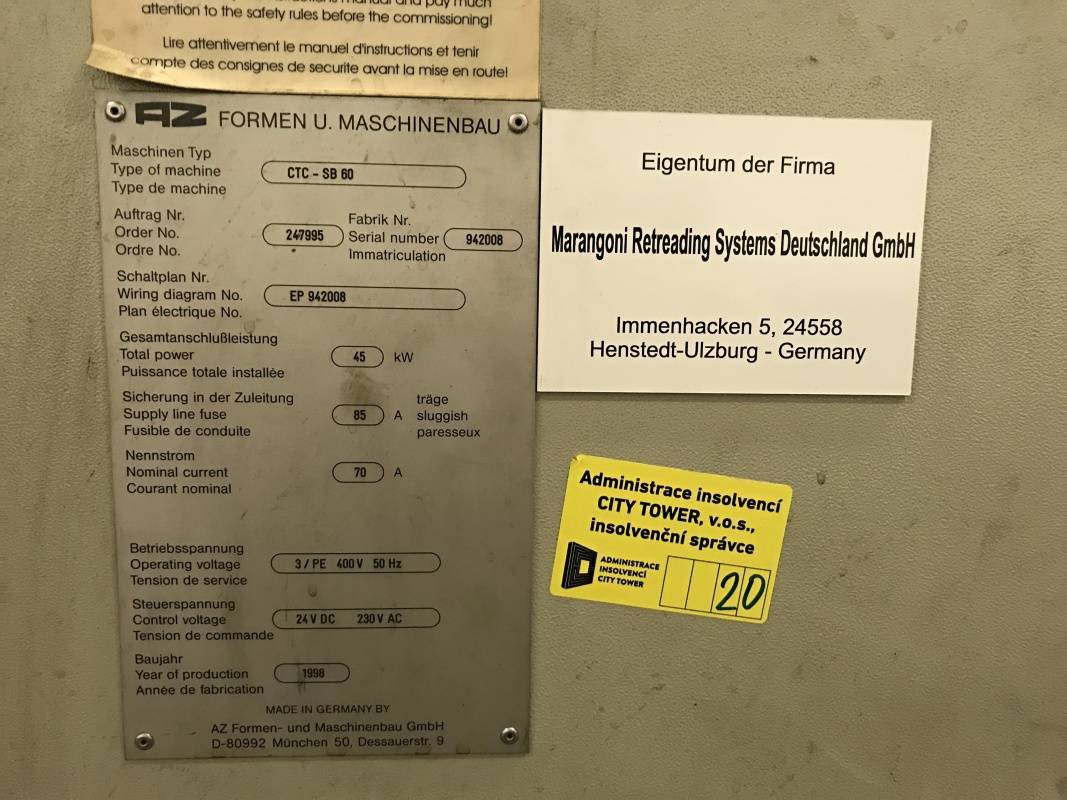 attention to the safety rules before the commissioning!
Lire attentivement le manuel d'instructions et tenir
compte des consignes de securite avant la mise en route!
AZ FORMEN U. MASCHINENBAU
Maschinen Typ
Type of machine CTC - SB 60
Type de machine
Auftrag Nr. Fabrik Nr.
Order No. 247995 Serial number 942008
Ordre No. Immatriculation
Schaltplan Nr.
Wiring diagram No. EP 942008
Plan électrique No.
Gesamtanschlußleistung
Total power 45 kW
Puissance totale installée
Sicherung in der Zuleitung träge
Supply line fuse 85 A sluggish
Fusible de conduite paresseux
Nennstrom
Nominal current 70 A
Courant nominal
Betriebsspannung
Operating voltage 3 / PE 400 V 50 Hz
Tension de service
Steuerspannung
Control voltage 24 V DC 230 V AC
Tension de commande
Baujahr
Year of production 1998
Année de fabrication
MADE IN GERMANY BY
AZ Formen- und Maschinenbau GmbH
D-80992 München 50, Dessauerstr. 9
Eigentum der Firma
Marangoni Retreading Systems Deutschland GmbH
Immenhacken 5, 24558
Henstedt-Ulzburg - Germany
Administrace insolvencí
CITY TOWER, v.o.s.,
insolvenční správce
ADMINISTRACE
INSOLVENCÍ
CITY TOWER
20